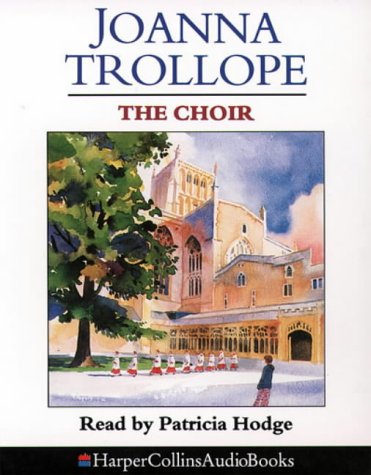 JOANNA
TROLLOPE
THE CHOIR
Read by Patricia Hodge
HarperCollinsAudioBooks